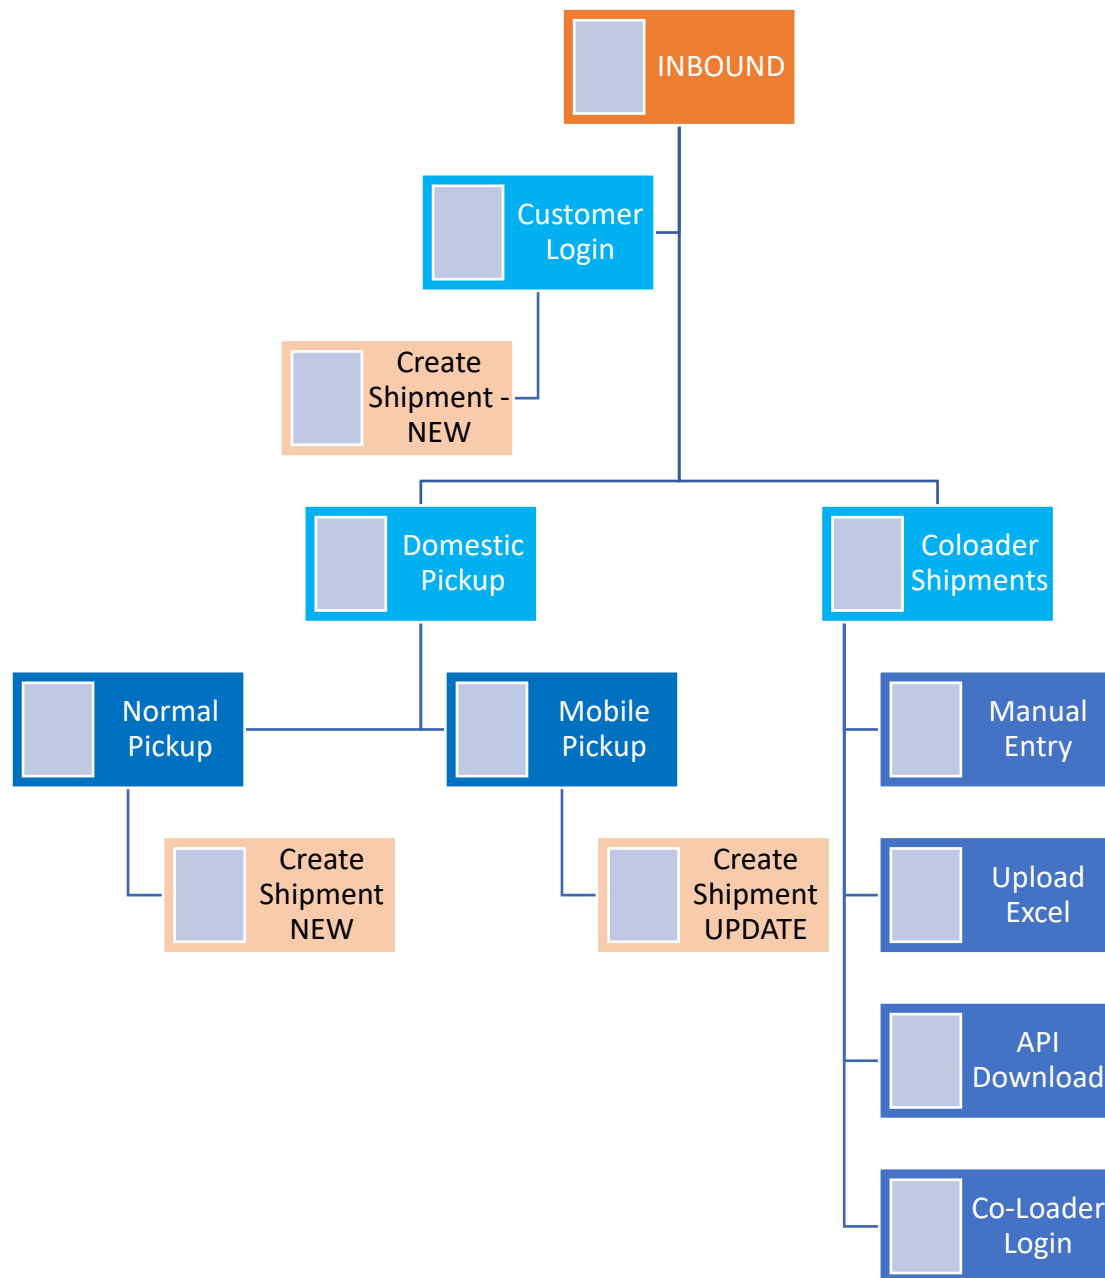 INBOUND
Customer
Login
Create
Shipment -
NEW
Domestic
Pickup
Coloader
Shipments
Normal
Pickup
Mobile
Pickup
Manual
Entry
Create
Shipment
NEW
Create
Shipment
UPDATE
Upload
Excel
API
Download
Co-Loader
Login